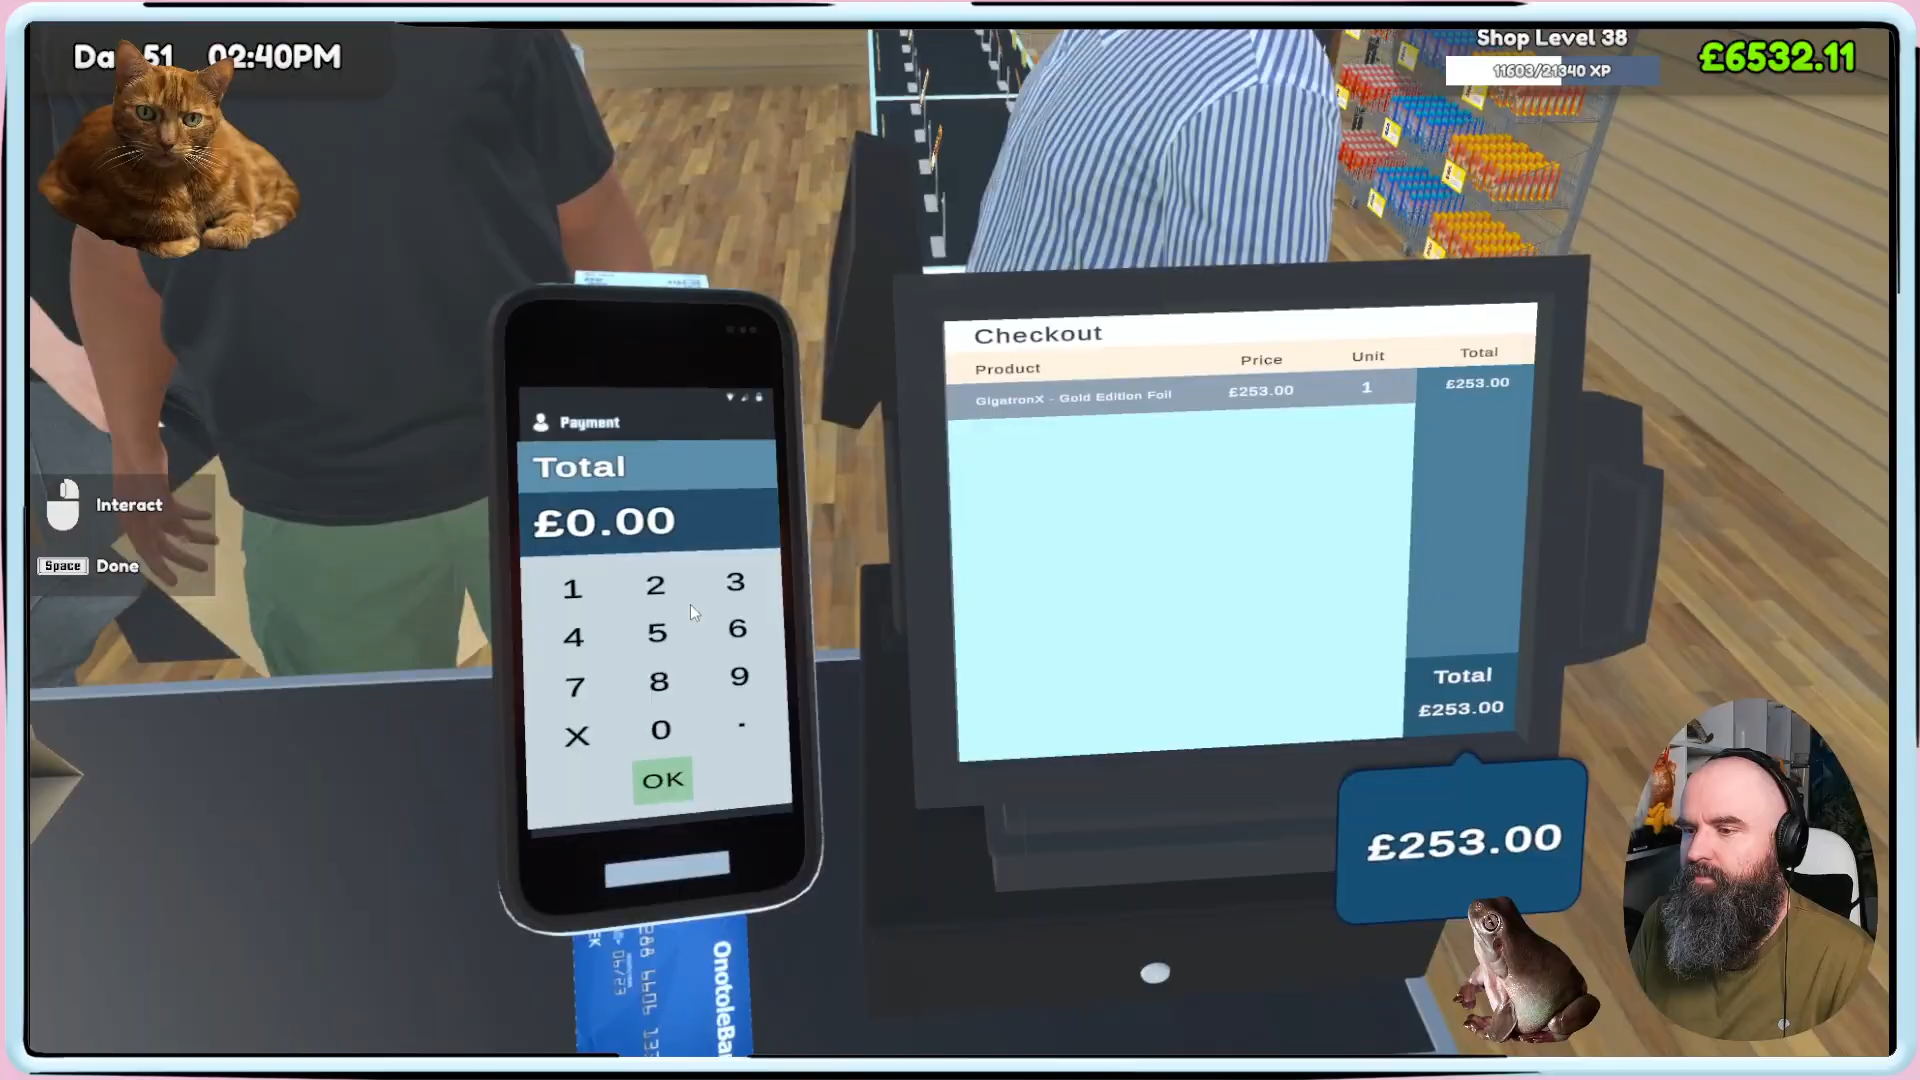 Da 51 02:40PM
Shop Level 38
11603/21340 XP
£6532.11
Interact
Space Done
Payment
Total
£0.00
1 2 3
4 5 6
7 8 9
X 0 .
OK
Checkout
Product Price Unit Total
GigatronX - Gold Edition Foil £253.00 1 £253.00
Total
£253.00
£253.00
OnotoleBa
06/23